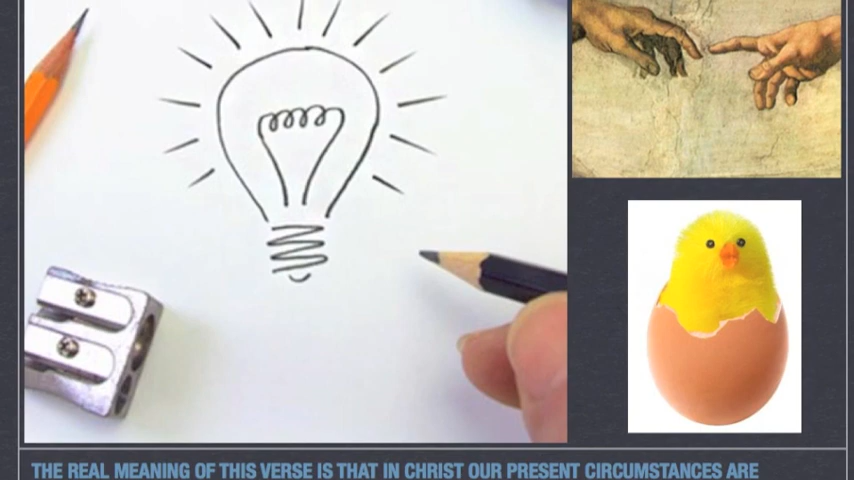 THE REAL MEANING OF THIS VERSE IS THAT IN CHRIST OUR PRESENT CIRCUMSTANCES ARE